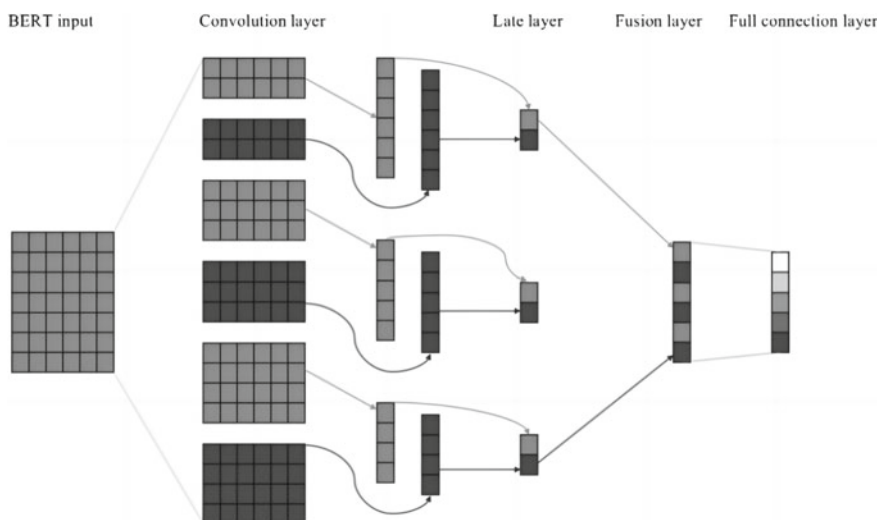 BERT input
Convolution layer
Late layer
Fusion layer
Full connection layer